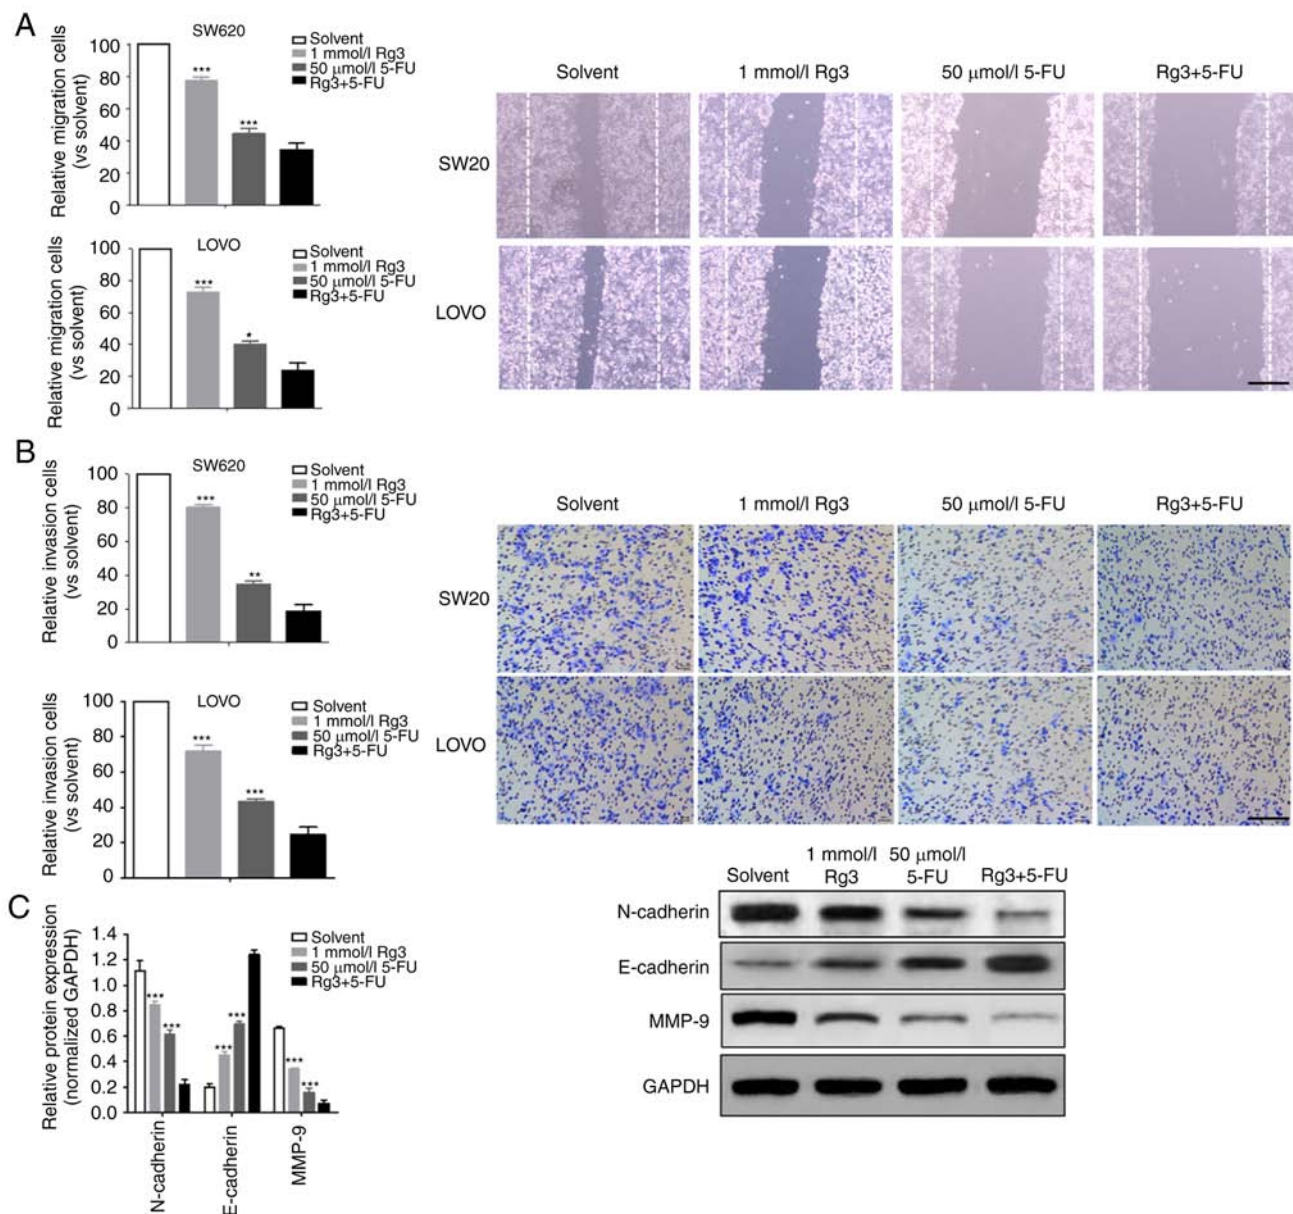 A
SW620
Solvent
1 mmol/l Rg3
50 μmol/l 5-FU
Rg3+5-FU
Relative migration cells
(vs solvent)
100
80
60
40
20
0
***
***
LOVO
Solvent
1 mmol/l Rg3
50 μmol/l 5-FU
Rg3+5-FU
Relative migration cells
(vs solvent)
100
80
60
40
20
0
***
*
Solvent
1 mmol/l Rg3
50 μmol/l 5-FU
Rg3+5-FU
SW20
LOVO
B
SW620
Solvent
1 mmol/l Rg3
50 μmol/l 5-FU
Rg3+5-FU
Relative invasion cells
(vs solvent)
100
80
60
40
20
0
***
**
LOVO
Solvent
1 mmol/l Rg3
50 μmol/l 5-FU
Rg3+5-FU
Relative invasion cells
(vs solvent)
100
80
60
40
20
0
***
***
Solvent
1 mmol/l Rg3
50 μmol/l 5-FU
Rg3+5-FU
SW20
LOVO
C
Solvent
1 mmol/l Rg3
50 μmol/l 5-FU
Rg3+5-FU
Relative protein expression
(normalized GAPDH)
1.4
1.2
1.0
0.8
0.6
0.4
0.2
0.0
***
***
***
***
***
***
N-cadherin
E-cadherin
MMP-9
Solvent
1 mmol/l
Rg3
50 μmol/l
5-FU
Rg3+5-FU
N-cadherin
E-cadherin
MMP-9
GAPDH